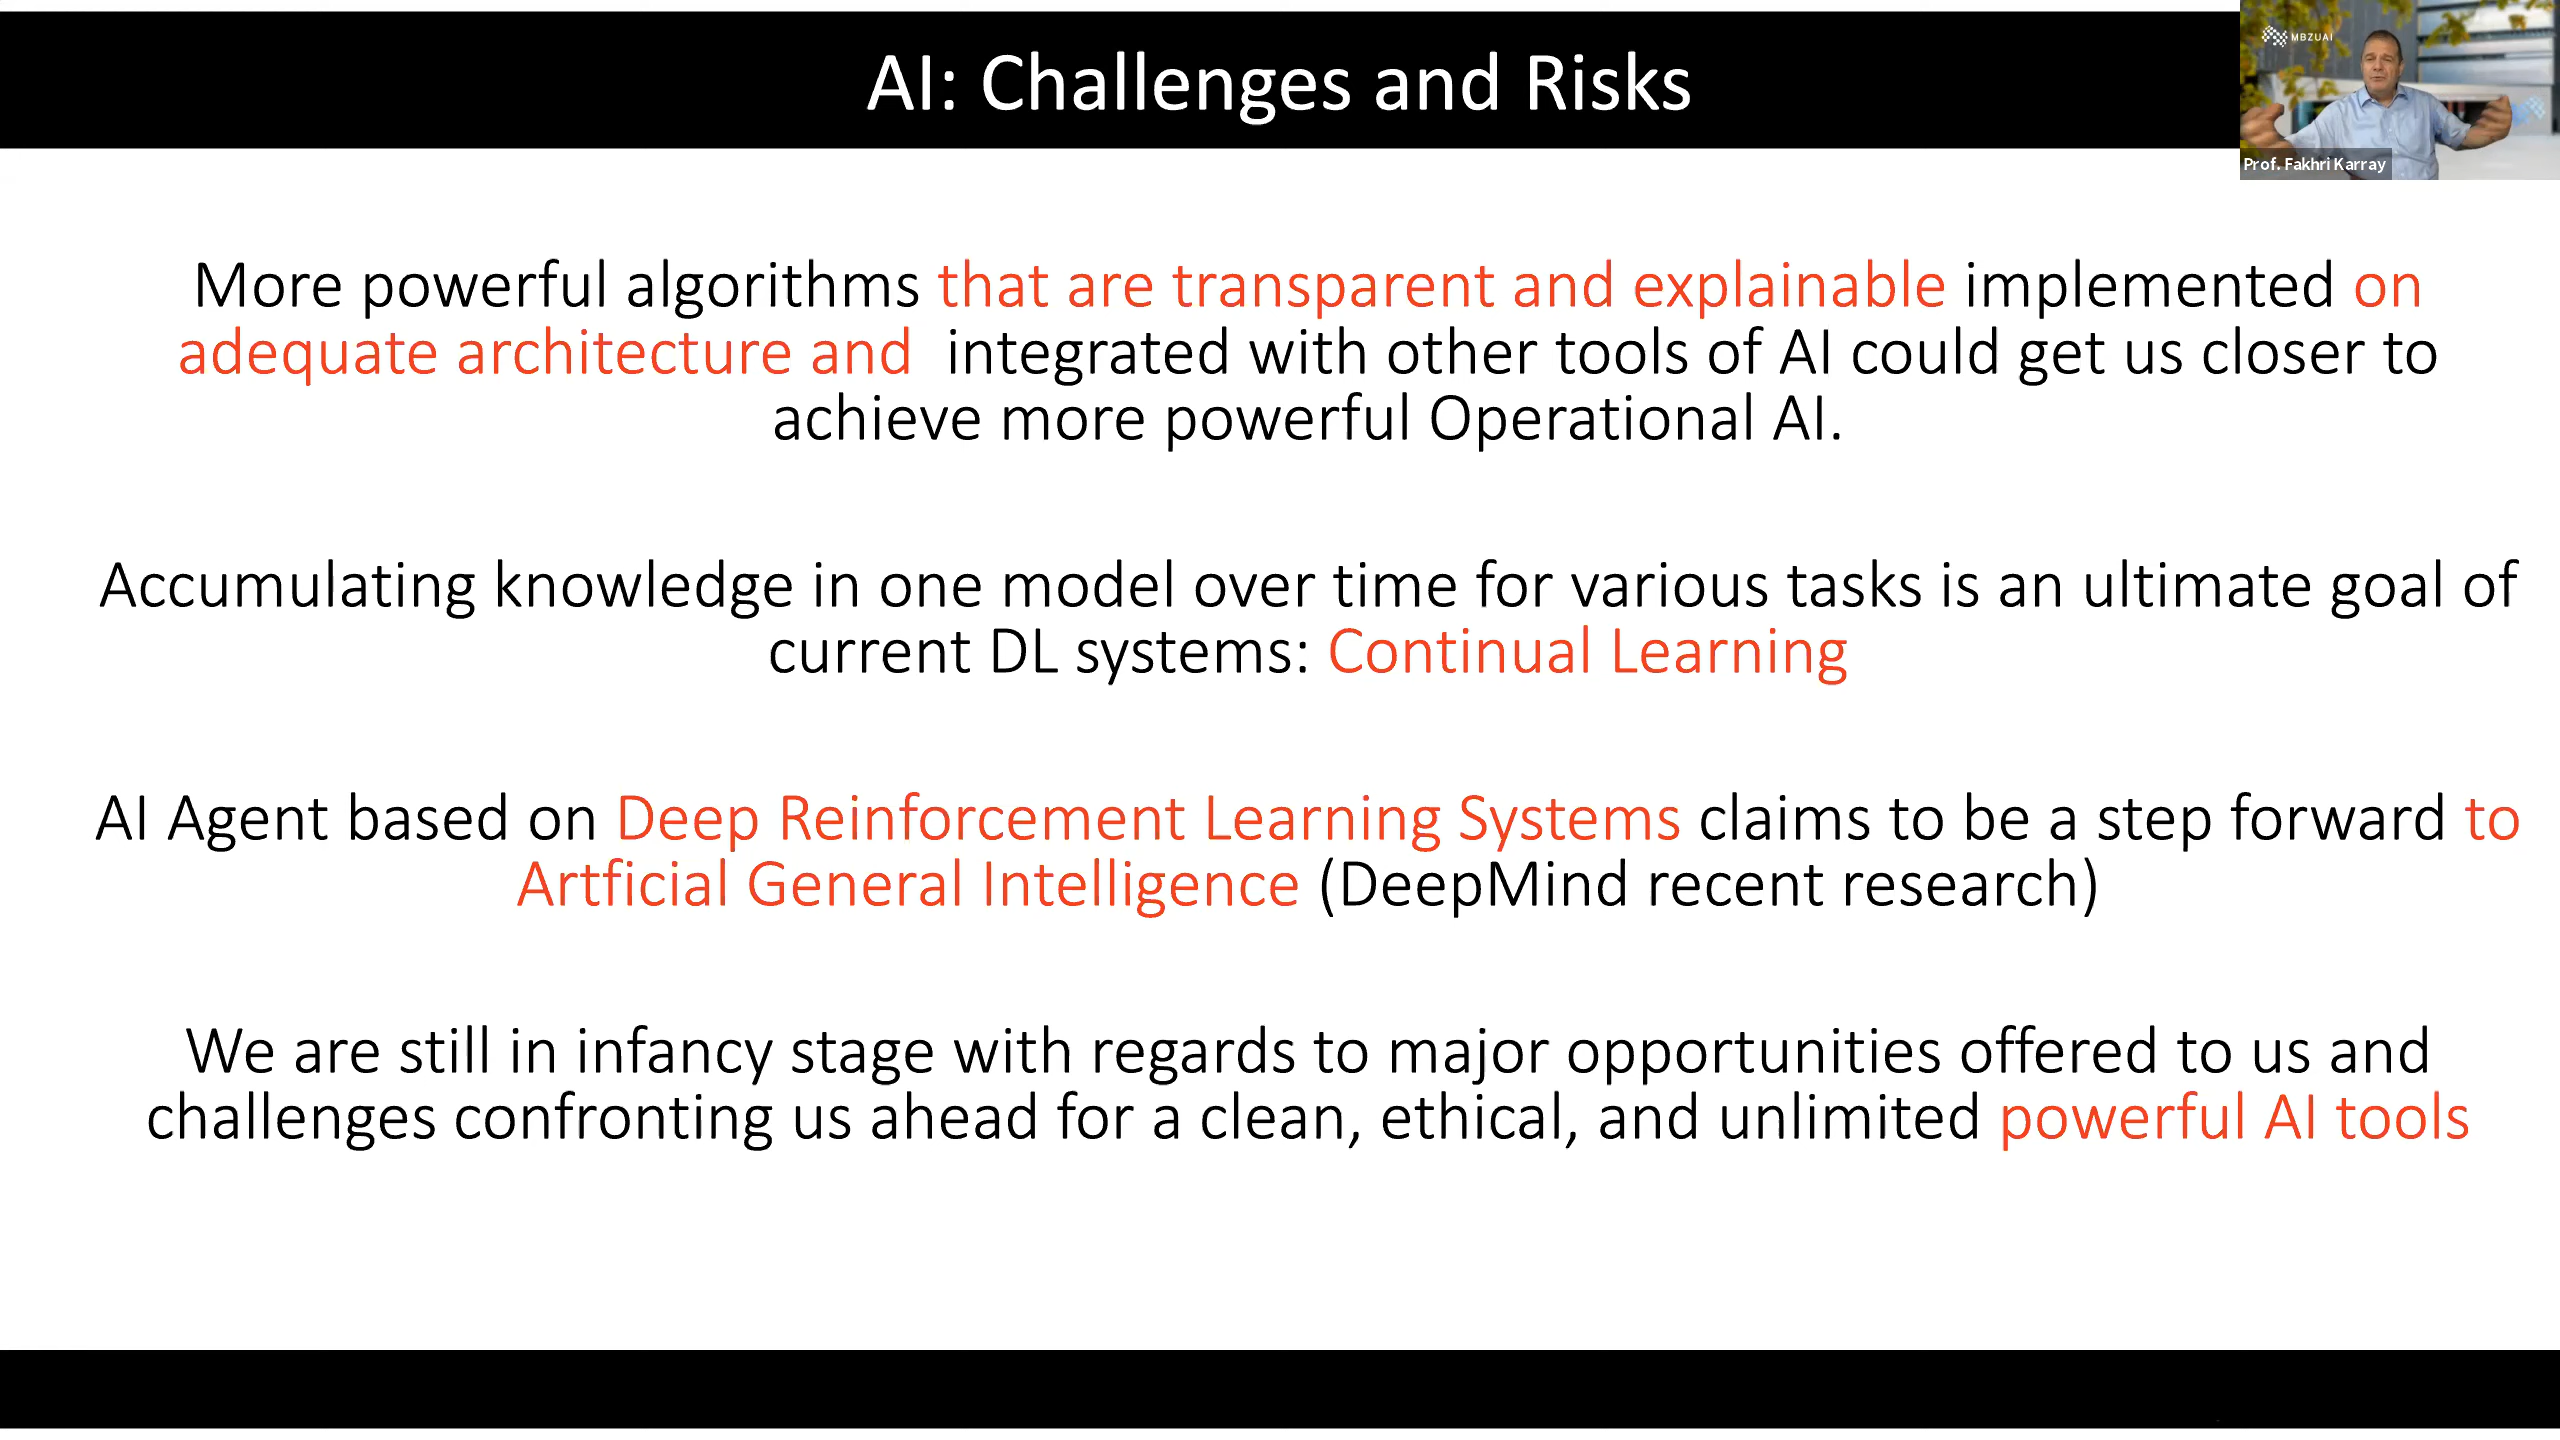 AI: Challenges and Risks
MBZUAI
Prof. Fakhri Karray
More powerful algorithms that are transparent and explainable implemented on
adequate architecture and integrated with other tools of AI could get us closer to
achieve more powerful Operational AI.
Accumulating knowledge in one model over time for various tasks is an ultimate goal of
current DL systems: Continual Learning
AI Agent based on Deep Reinforcement Learning Systems claims to be a step forward to
Artficial General Intelligence (DeepMind recent research)
We are still in infancy stage with regards to major opportunities offered to us and
challenges confronting us ahead for a clean, ethical, and unlimited powerful AI tools